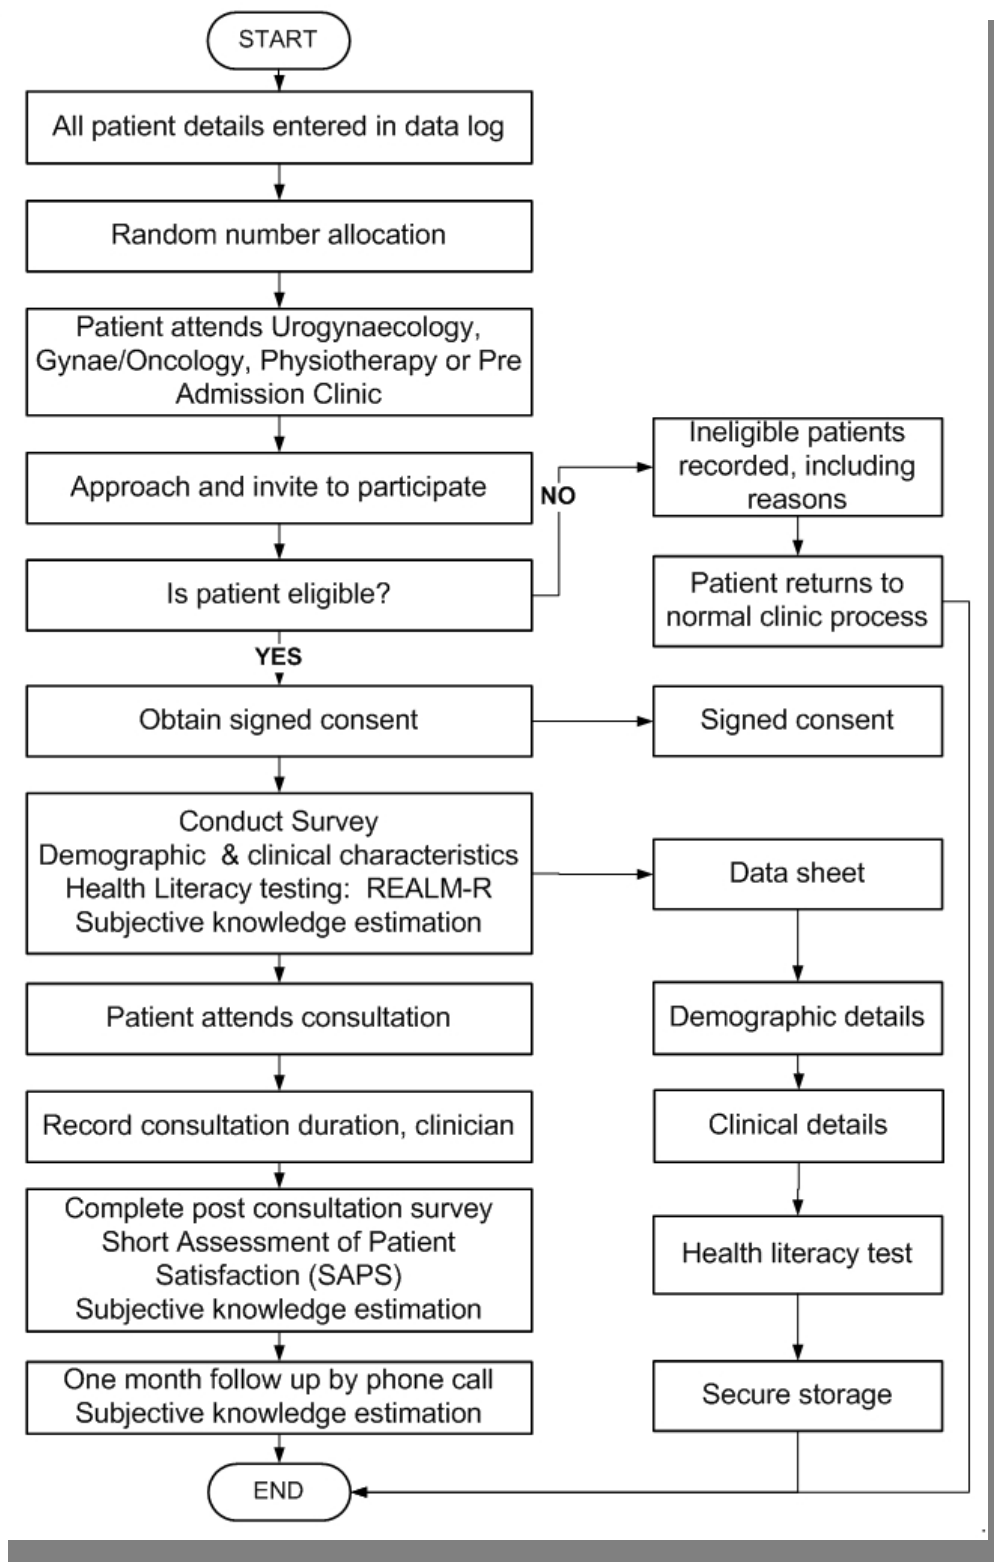 START
All patient details entered in data log
Random number allocation
Patient attends Urogynaecology,
Gynae/Oncology, Physiotherapy or Pre
Admission Clinic
Approach and invite to participate
Is patient eligible?
NO
Ineligible patients
recorded, including
reasons
Patient returns to
normal clinic process
YES
Obtain signed consent
Signed consent
Conduct Survey
Demographic & clinical characteristics
Health Literacy testing: REALM-R
Subjective knowledge estimation
Data sheet
Patient attends consultation
Demographic details
Record consultation duration, clinician
Clinical details
Complete post consultation survey
Short Assessment of Patient
Satisfaction (SAPS)
Subjective knowledge estimation
Health literacy test
One month follow up by phone call
Subjective knowledge estimation
Secure storage
END